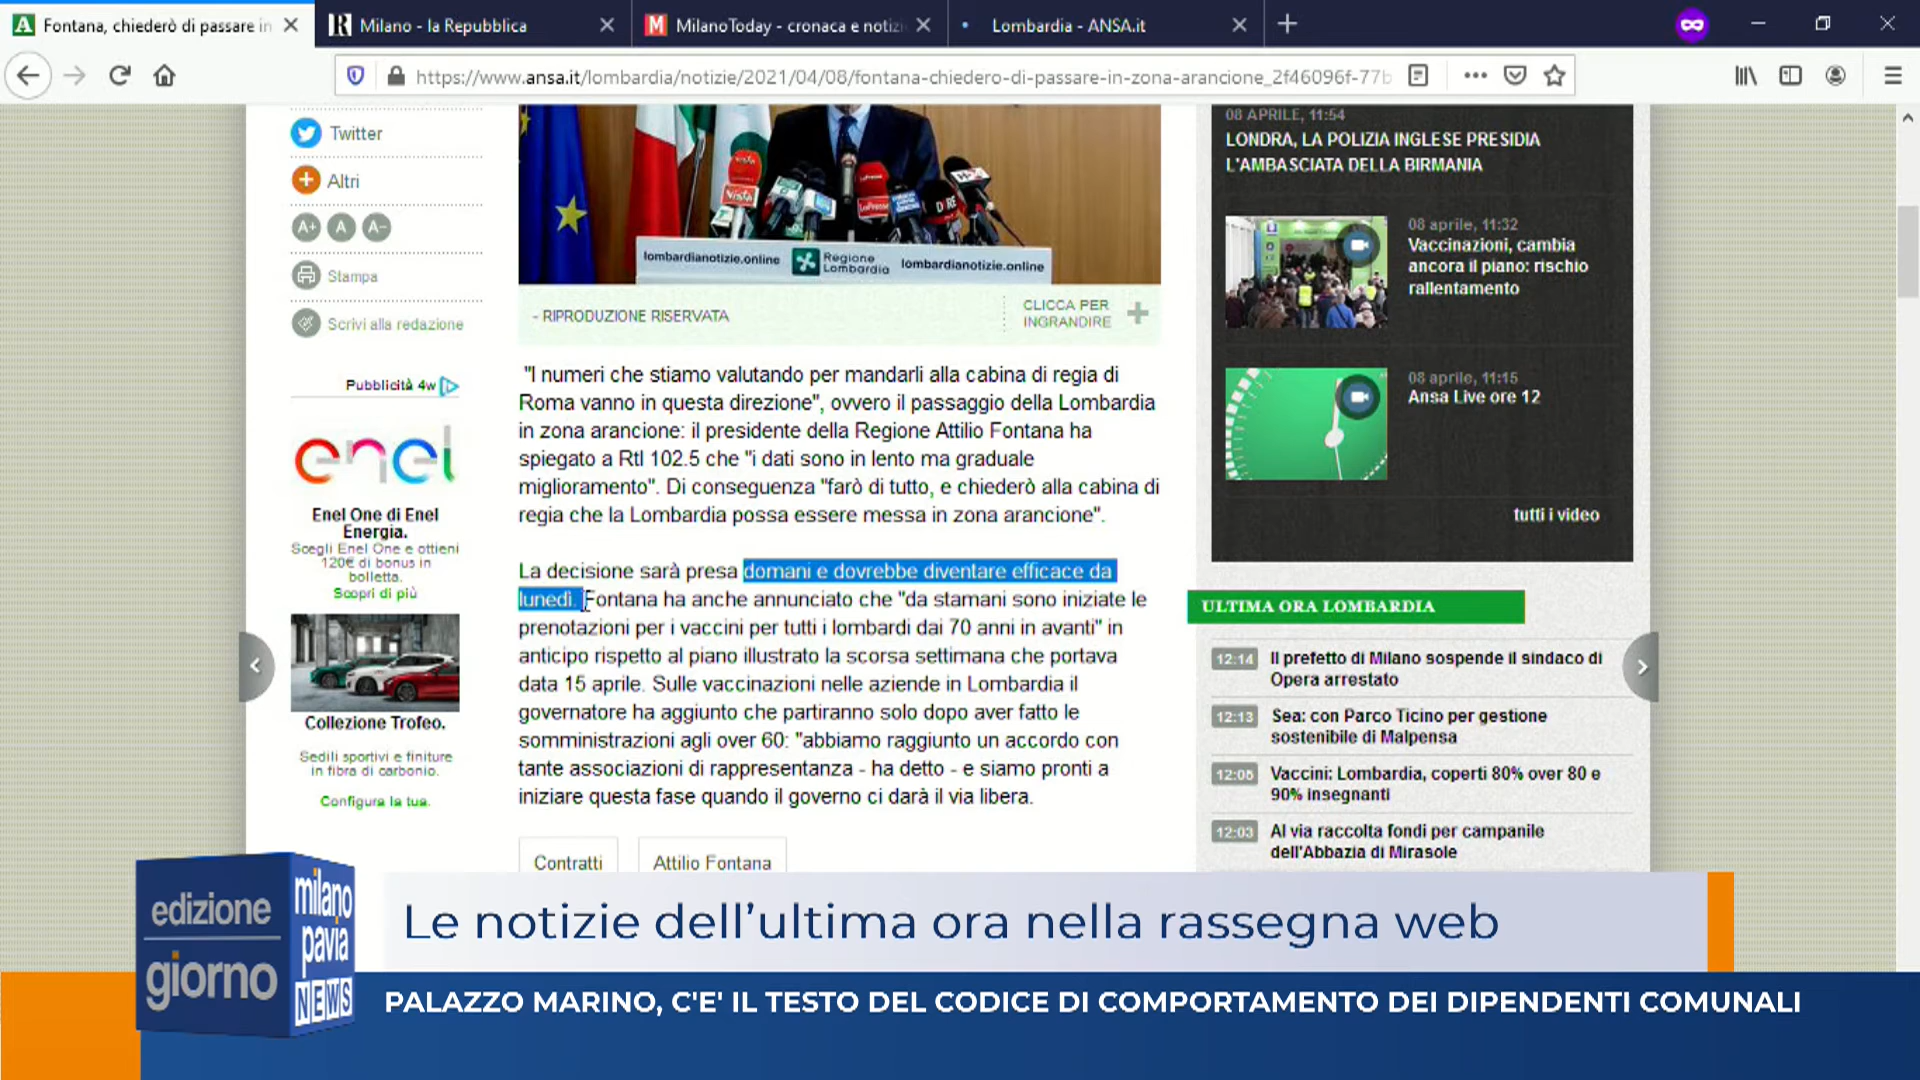 Fontana, chiederò di passare in
Milano - la Repubblica
MilanoToday - cronaca e notizi
Lombardia - ANSA.it
https://www.ansa.it/lombardia/notizie/2021/04/08/fontana-chiedero-di-passare-in-zona-arancione_2f46096f-77b
Twitter
Altri
A+ A A-
Stampa
Scrivi alla redazione
Pubblicità 4w
enel
Enel One di Enel
Energia.
Scegli Enel One e ottieni
120€ di bonus in
bolletta.
Scopri di più
Collezione Trofeo.
Sedili sportivi e finiture
in fibra di carbonio.
Configura la tua.
vista
LaPresse
lombardianotizie.online
Regione
Lombardia
lombardianotizie.online
- RIPRODUZIONE RISERVATA
CLICCA PER
INGRANDIRE
"I numeri che stiamo valutando per mandarli alla cabina di regia di
Roma vanno in questa direzione", ovvero il passaggio della Lombardia
in zona arancione: il presidente della Regione Attilio Fontana ha
spiegato a Rtl 102.5 che "i dati sono in lento ma graduale
miglioramento". Di conseguenza "farò di tutto, e chiederò alla cabina di
regia che la Lombardia possa essere messa in zona arancione".
La decisione sarà presa domani e dovrebbe diventare efficace da
lunedì. Fontana ha anche annunciato che "da stamani sono iniziate le
prenotazioni per i vaccini per tutti i lombardi dai 70 anni in avanti" in
anticipo rispetto al piano illustrato la scorsa settimana che portava
data 15 aprile. Sulle vaccinazioni nelle aziende in Lombardia il
governatore ha aggiunto che partiranno solo dopo aver fatto le
somministrazioni agli over 60: "abbiamo raggiunto un accordo con
tante associazioni di rappresentanza - ha detto - e siamo pronti a
iniziare questa fase quando il governo ci darà il via libera.
Contratti
Attilio Fontana
08 APRILE, 11:54
LONDRA, LA POLIZIA INGLESE PRESIDIA
L'AMBASCIATA DELLA BIRMANIA
08 aprile, 11:32
Vaccinazioni, cambia
ancora il piano: rischio
rallentamento
08 aprile, 11:15
Ansa Live ore 12
tutti i video
ULTIMA ORA LOMBARDIA
12:14 Il prefetto di Milano sospende il sindaco di
Opera arrestato
12:13 Sea: con Parco Ticino per gestione
sostenibile di Malpensa
12:05 Vaccini: Lombardia, coperti 80% over 80 e
90% insegnanti
12:03 Al via raccolta fondi per campanile
dell'Abbazia di Mirasole
edizione
giorno
milano
pavia
NEWS
Le notizie dell'ultima ora nella rassegna web
PALAZZO MARINO, C'E' IL TESTO DEL CODICE DI COMPORTAMENTO DEI DIPENDENTI COMUNALI